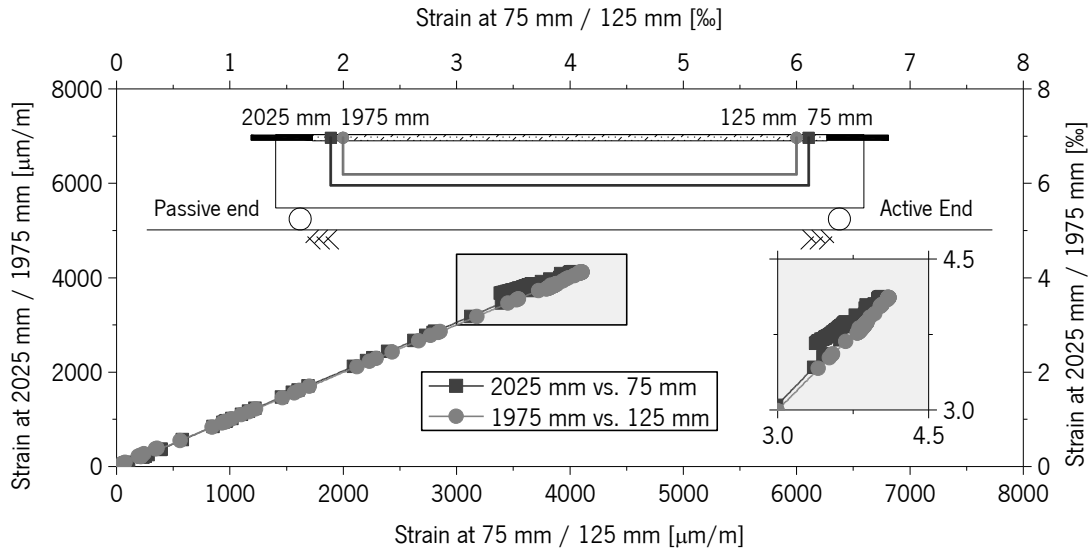 Strain at 75 mm / 125 mm [‰]
0 1 2 3 4 5 6 7 8
8000 8
2025 mm 1975 mm 125 mm 75 mm
6000 6
Passive end Active End
4000 4
4.5
2000 2
2025 mm vs. 75 mm
1975 mm vs. 125 mm
3.0
3.0 4.5
0 0
0 1000 2000 3000 4000 5000 6000 7000 8000
Strain at 75 mm / 125 mm [μm/m]
Strain at 2025 mm / 1975 mm [μm/m]
Strain at 2025 mm / 1975 mm [‰]